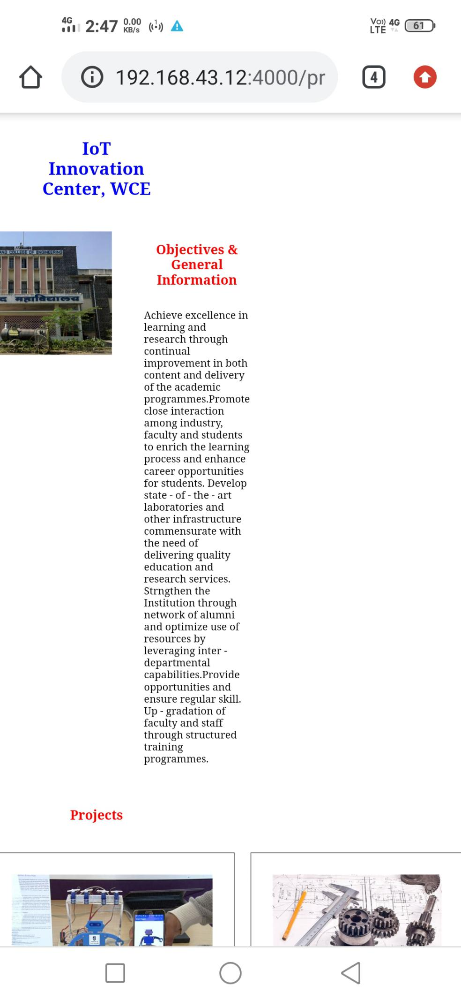 4G
2:47
0.00
KB/s
1
Vo))
LTE
4G
61
192.168.43.12:4000/pr
4
IoT
Innovation
Center, WCE
AND COLLEGE OF ENGINEERING
द महाविद्यालय
Objectives &
General
Information
Achieve excellence in
learning and
research through
continual
improvement in both
content and delivery
of the academic
programmes.Promote
close interaction
among industry,
faculty and students
to enrich the learning
process and enhance
career opportunities
for students. Develop
state - of - the - art
laboratories and
other infrastructure
commensurate with
the need of
delivering quality
education and
research services.
Strngthen the
Institution through
network of alumni
and optimize use of
resources by
leveraging inter -
departmental
capabilities.Provide
opportunities and
ensure regular skill.
Up - gradation of
faculty and staff
through structured
training
programmes.
Projects